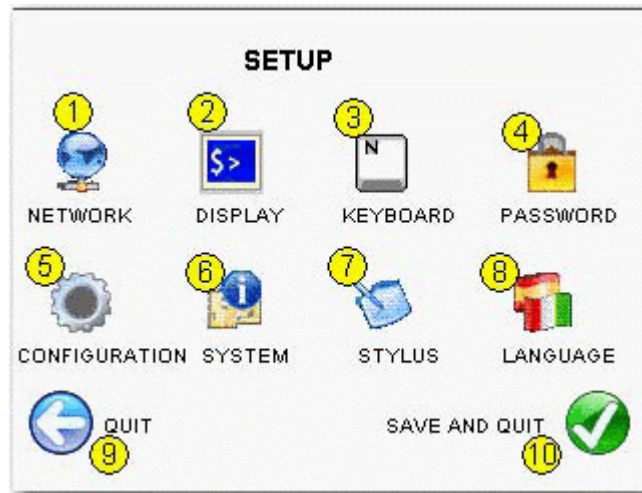 SETUP
1 2 3 4
$>
N
NETWORK DISPLAY KEYBOARD PASSWORD
5 6 7 8
i
CONFIGURATION SYSTEM STYLUS LANGUAGE
QUIT SAVE AND QUIT
9 10